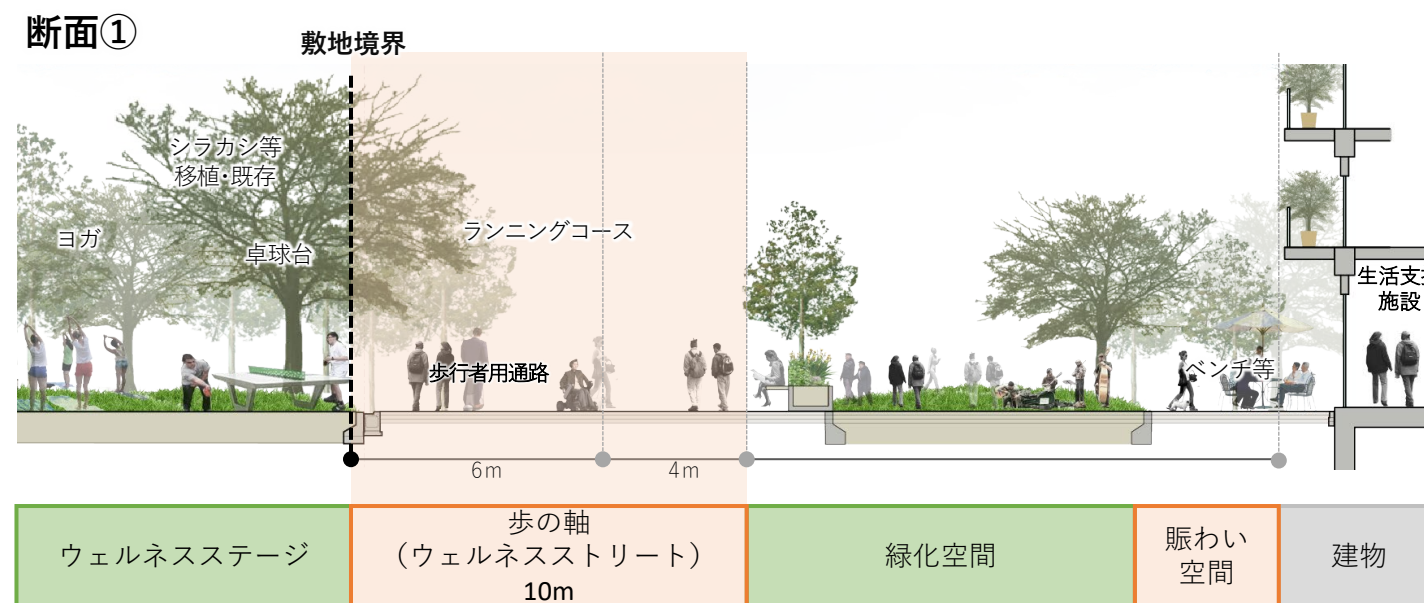 断面①
敷地境界
シラカシ等
移植・既存
ヨガ
卓球台
ランニングコース
歩行者用通路
ベンチ等
生活支
施設
6m
4m
ウェルネスステージ
歩の軸
（ウェルネスストリート）
10m
緑化空間
賑わい
空間
建物